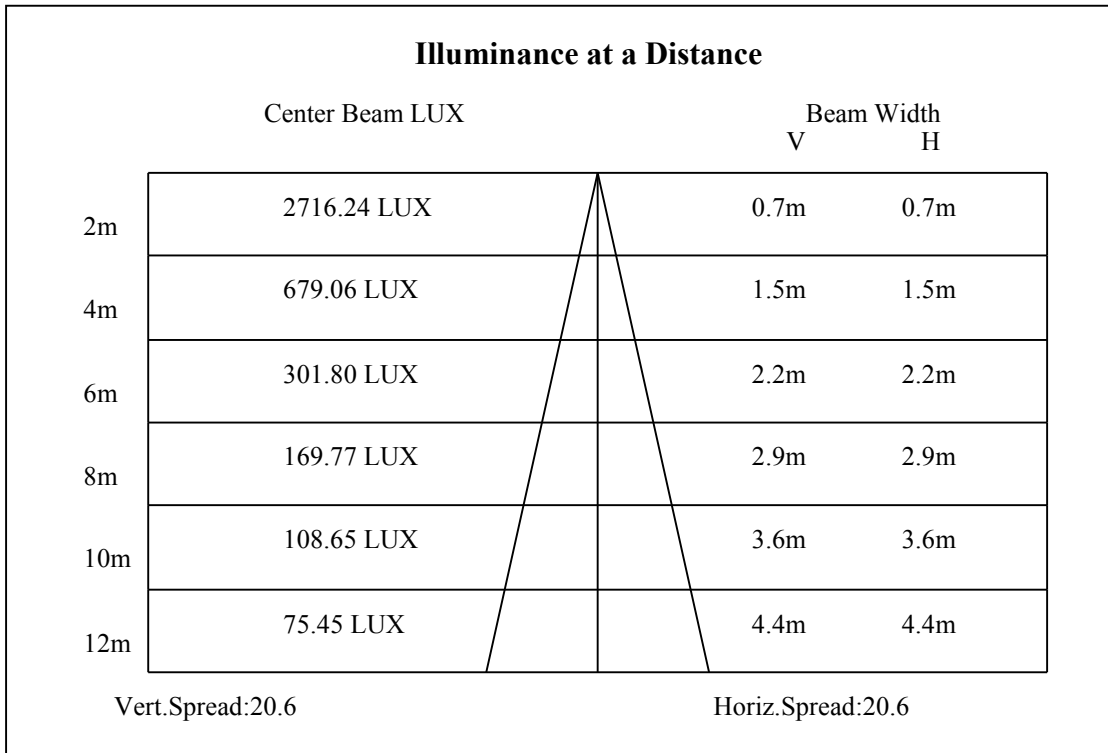 Illuminance at a Distance
Center Beam LUX Beam Width
V H
2m 2716.24 LUX 0.7m 0.7m
4m 679.06 LUX 1.5m 1.5m
6m 301.80 LUX 2.2m 2.2m
8m 169.77 LUX 2.9m 2.9m
10m 108.65 LUX 3.6m 3.6m
12m 75.45 LUX 4.4m 4.4m
Vert.Spread:20.6 Horiz.Spread:20.6